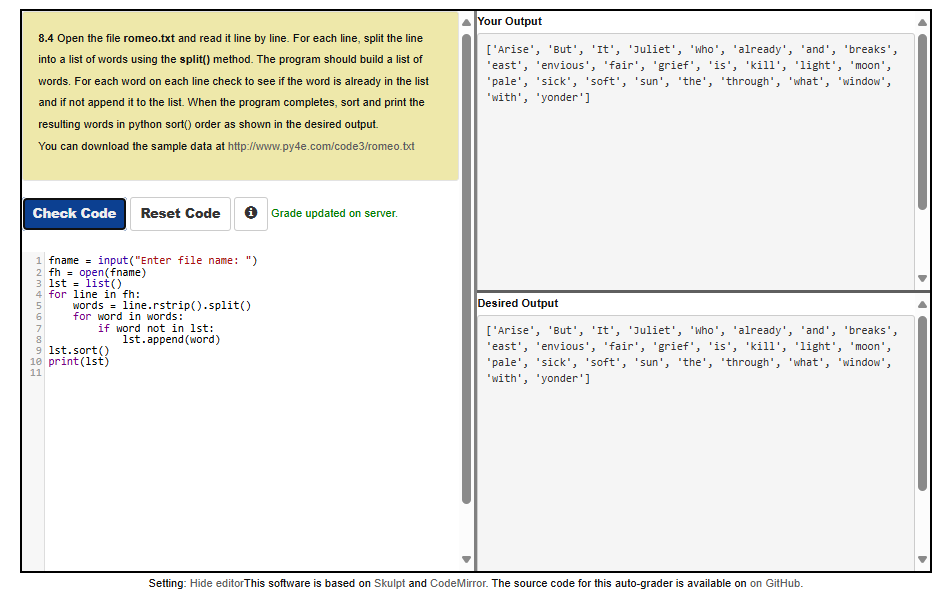 8.4 Open the file romeo.txt and read it line by line. For each line, split the line
into a list of words using the split() method. The program should build a list of
words. For each word on each line check to see if the word is already in the list
and if not append it to the list. When the program completes, sort and print the
resulting words in python sort() order as shown in the desired output.
You can download the sample data at http://www.py4e.com/code3/romeo.txt
Check Code Reset Code Grade updated on server.
1 fname = input("Enter file name: ")
2 fh = open(fname)
3 lst = list()
4 for line in fh:
5     words = line.rstrip().split()
6     for word in words:
7         if word not in lst:
8             lst.append(word)
9 lst.sort()
10 print(lst)
11
Your Output
['Arise', 'But', 'It', 'Juliet', 'Who', 'already', 'and', 'breaks',
'east', 'envious', 'fair', 'grief', 'is', 'kill', 'light', 'moon',
'pale', 'sick', 'soft', 'sun', 'the', 'through', 'what', 'window',
'with', 'yonder']
Desired Output
['Arise', 'But', 'It', 'Juliet', 'Who', 'already', 'and', 'breaks',
'east', 'envious', 'fair', 'grief', 'is', 'kill', 'light', 'moon',
'pale', 'sick', 'soft', 'sun', 'the', 'through', 'what', 'window',
'with', 'yonder']
Setting: Hide editorThis software is based on Skulpt and CodeMirror. The source code for this auto-grader is available on on GitHub.